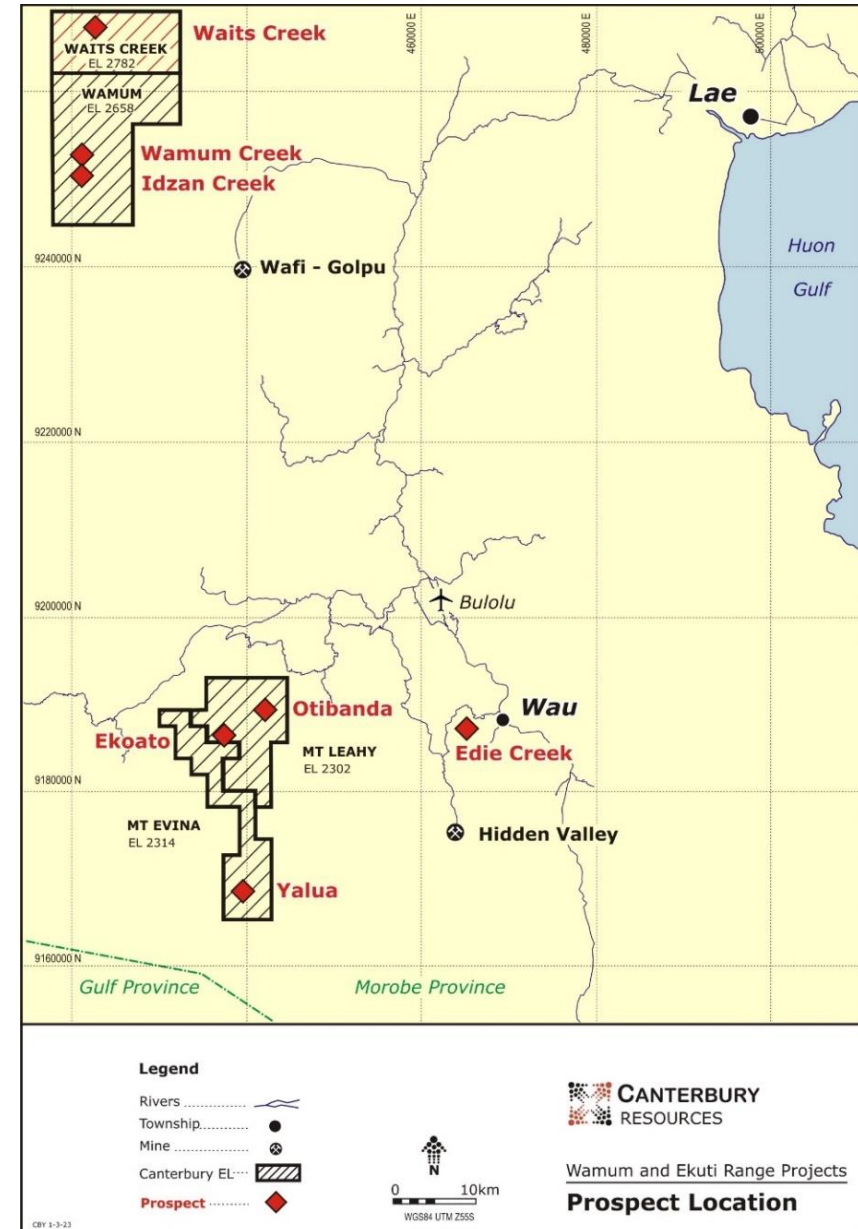 460000 E
480000 E
500000 E
Waits Creek
WAITS CREEK
EL 2782
WAMUM
EL 2658
Lae
Wamum Creek
Idzan Creek
Huon
Gulf
9240000 N
Wafi - Golpu
9220000 N
9200000 N
Bulolu
Otibanda
Wau
Ekoato
Edie Creek
MT LEAHY
EL 2302
9180000 N
MT EVINA
EL 2314
Hidden Valley
Yalua
9160000 N
Gulf Province
Morobe Province
Legend
Rivers
Township
Mine
Canterbury EL
Prospect
N
0 10km
WGS84 UTM Z55S
CANTERBURY
RESOURCES
Wamum and Ekuti Range Projects
Prospect Location
CBY 1-3-23